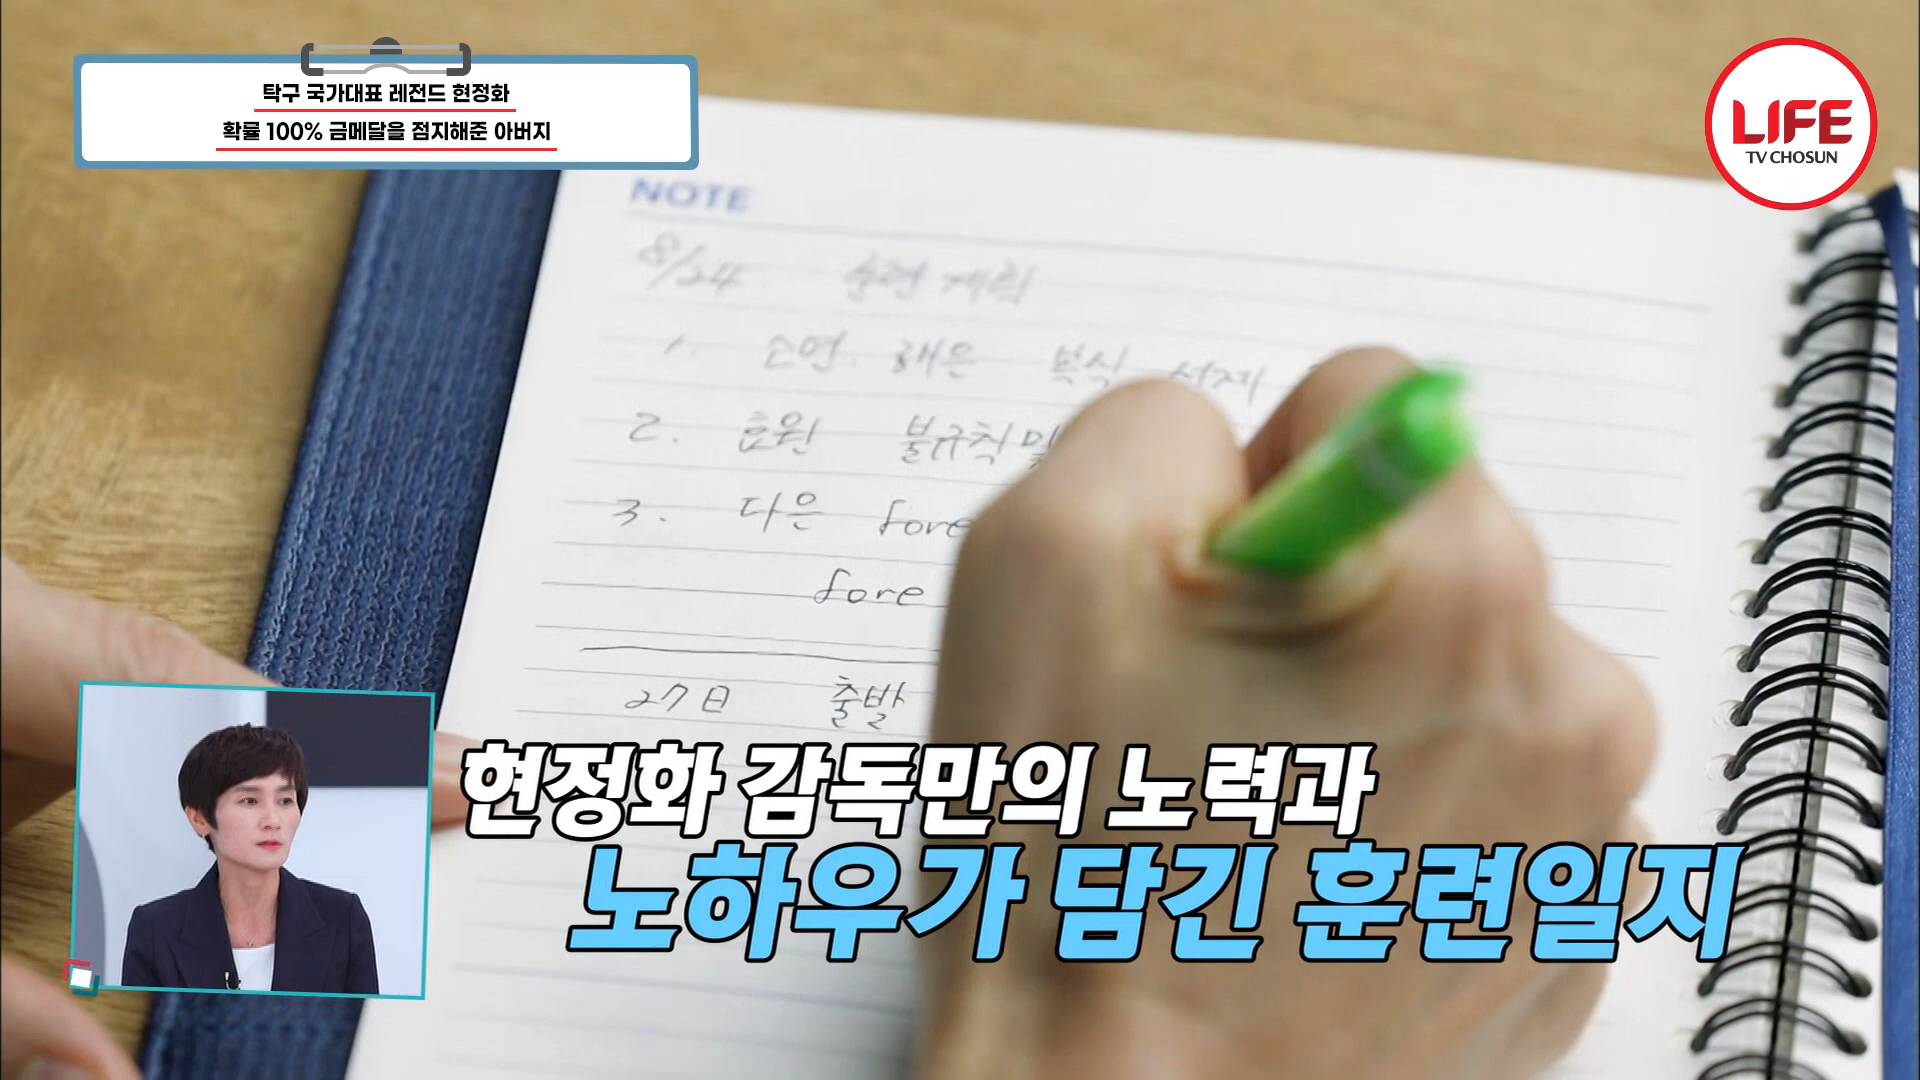 탁구 국가대표 레전드 현정화
확률 100% 금메달을 점지해준 아버지
LIFE
TV CHOSUN
NOTE
8/24. 훈련 계획
1. 소연. 해은 복식
2. 효원 불규칙 및
3. 다은 fore
fore
27日 출발
현정화 감독만의 노력과
노하우가 담긴 훈련일지